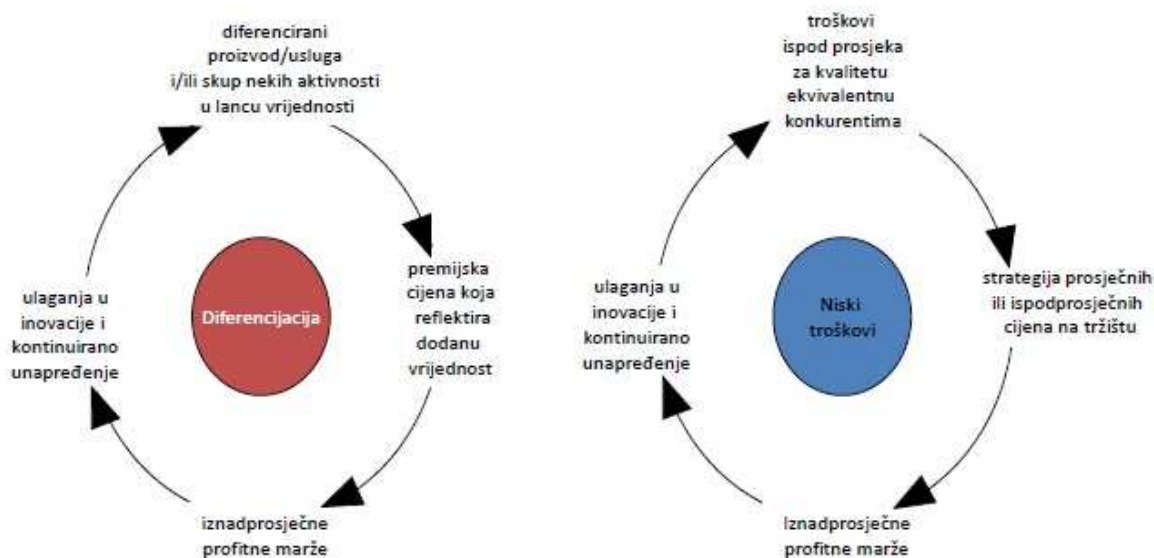 diferencirani
proizvod/usluga
i/ili skup nekih aktivnosti
u lancu vrijednosti
premijska
cijena koja
reflektira
dodanu
vrijednost
iznadprosječne
profitne marže
ulaganja u
inovacije i
kontinuirano
unapređenje
Diferencijacija
troškovi
ispod prosjeka
za kvalitetu
ekvivalentnu
konkurentima
strategija prosječnih
ili ispodprosječnih
cijena na tržištu
Iznadprosječne
profitne marže
ulaganja u
inovacije i
kontinuirano
unapređenje
Niski
troškovi